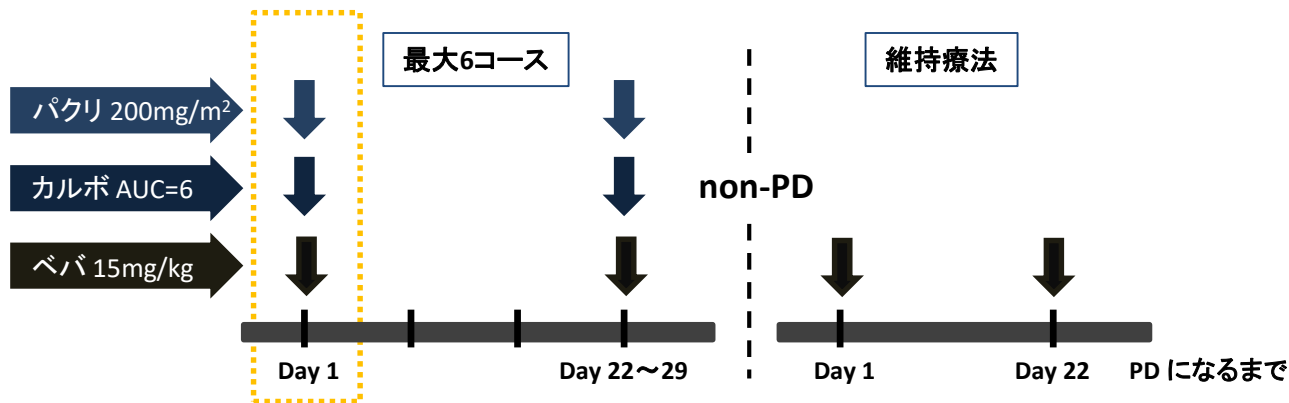 最大6コース
維持療法
パクリ 200mg/m²
カルボ AUC=6
non-PD
ベバ 15mg/kg
Day 1
Day 22～29
Day 1
Day 22
PD になるまで